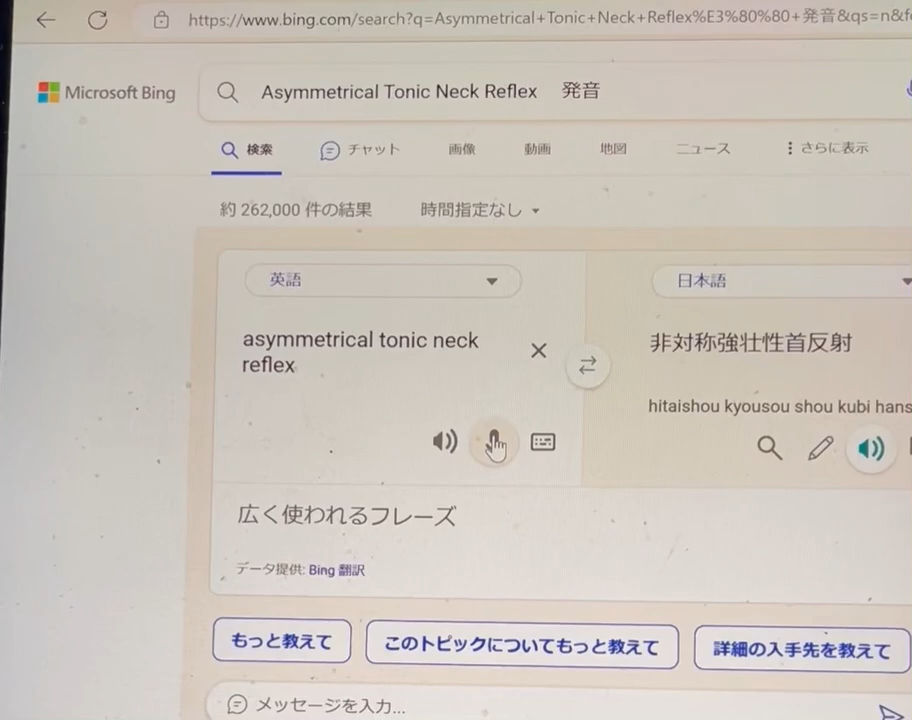 https://www.bing.com/search?q=Asymmetrical+Tonic+Neck+Reflex%E3%80%80+発音&qs=n&f
Microsoft Bing
Asymmetrical Tonic Neck Reflex 発音
検索 チャット 画像 動画 地図 ニュース さらに表示
約 262,000 件の結果 時間指定なし
英語 日本語
asymmetrical tonic neck
reflex
非対称強壮性首反射
hitaishou kyousou shou kubi hans
広く使われるフレーズ
データ提供: Bing 翻訳
もっと教えて このトピックについてもっと教えて 詳細の入手先を教えて
メッセージを入力...